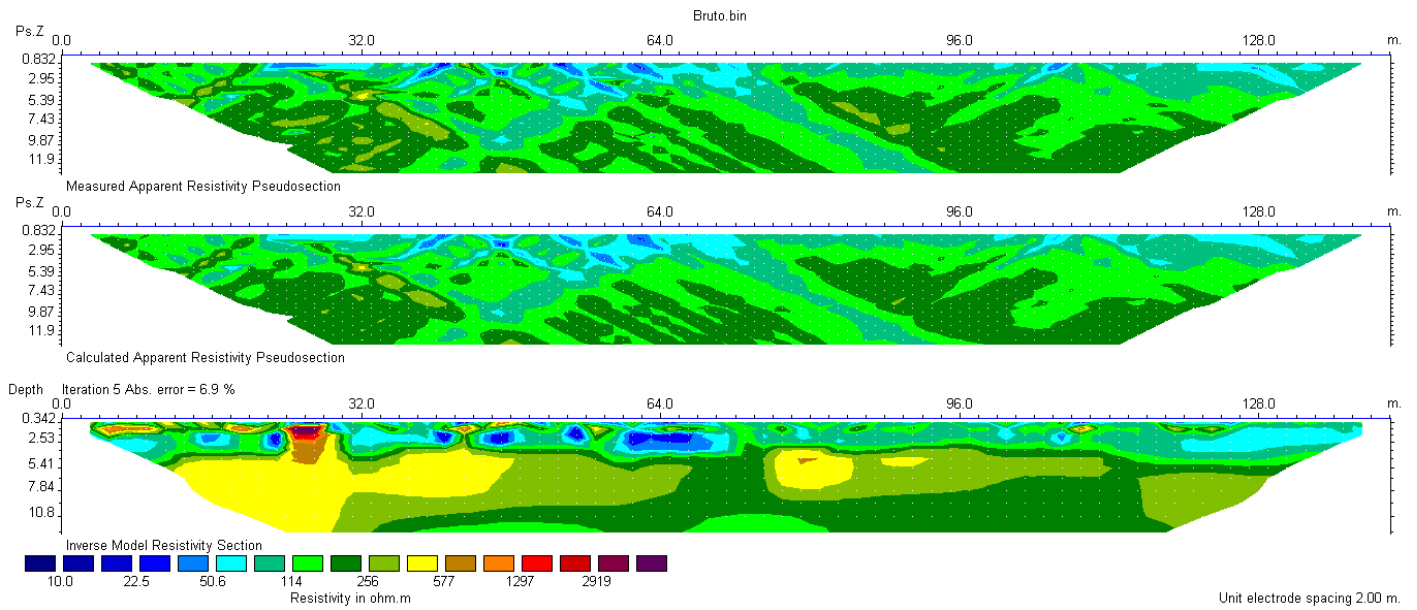 Bruto.bin
Ps.Z 0.0 32.0 64.0 96.0 128.0 m.
0.832
2.95
5.39
7.43
9.87
11.9
Measured Apparent Resistivity Pseudosection
Ps.Z 0.0 32.0 64.0 96.0 128.0 m.
0.832
2.95
5.39
7.43
9.87
11.9
Calculated Apparent Resistivity Pseudosection
Depth Iteration 5 Abs. error = 6.9 %
0.0 32.0 64.0 96.0 128.0 m.
0.342
2.53
5.41
7.84
10.8
Inverse Model Resistivity Section
10.0 22.5 50.6 114 256 577 1297 2919
Resistivity in ohm.m
Unit electrode spacing 2.00 m.